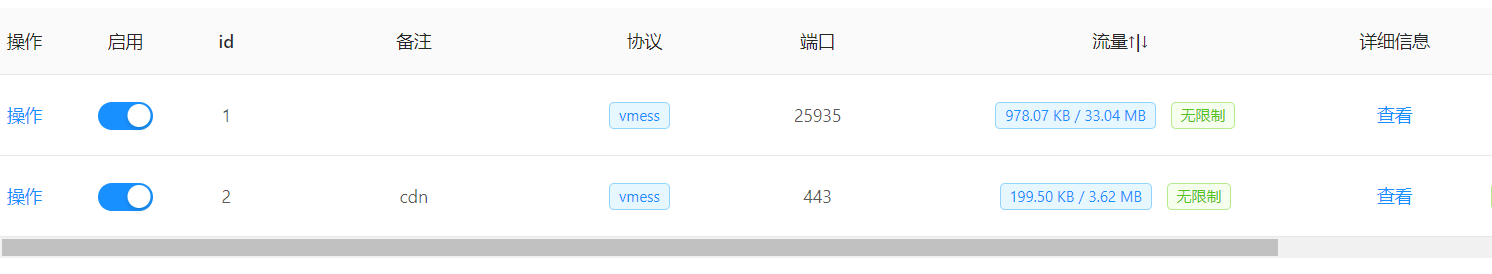 操作 启用 id 备注 协议 端口 流量↑|↓ 详细信息
操作 1 vmess 25935 978.07 KB / 33.04 MB 无限制 查看
操作 2 cdn vmess 443 199.50 KB / 3.62 MB 无限制 查看